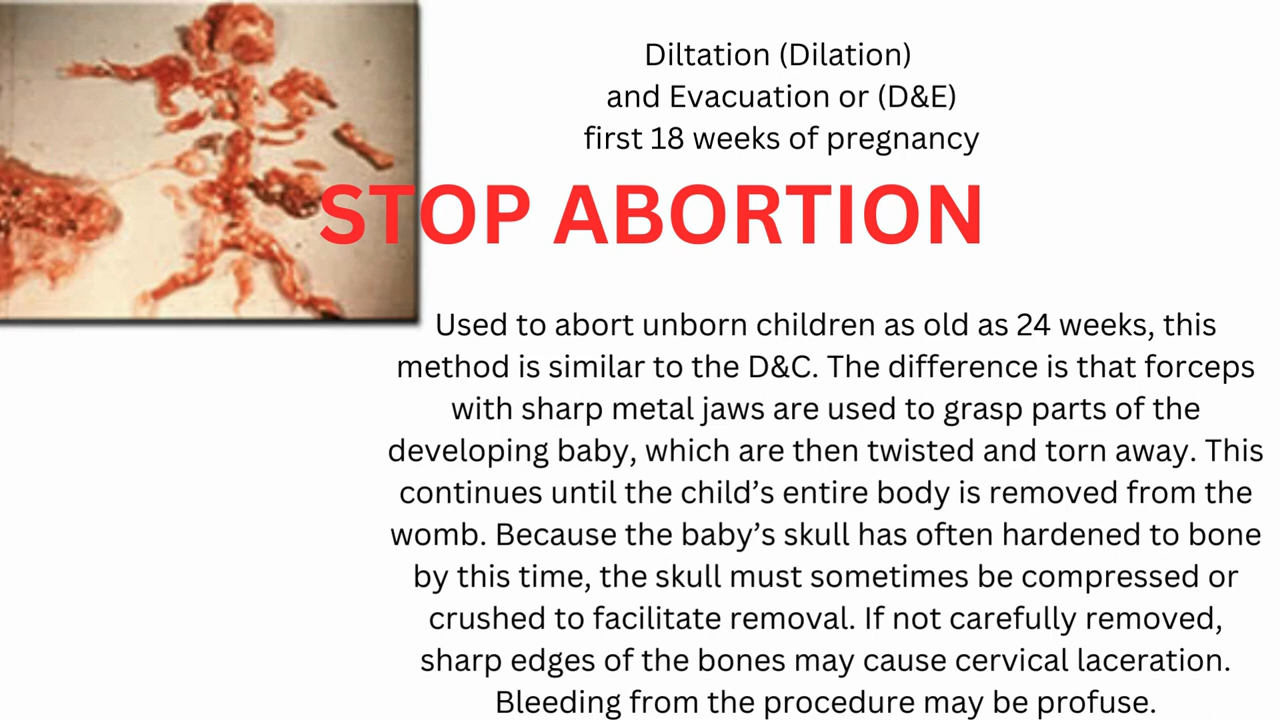 Diltation (Dilation)
and Evacuation or (D&E)
first 18 weeks of pregnancy
STOP ABORTION
Used to abort unborn children as old as 24 weeks, this
method is similar to the D&C. The difference is that forceps
with sharp metal jaws are used to grasp parts of the
developing baby, which are then twisted and torn away. This
continues until the child’s entire body is removed from the
womb. Because the baby’s skull has often hardened to bone
by this time, the skull must sometimes be compressed or
crushed to facilitate removal. If not carefully removed,
sharp edges of the bones may cause cervical laceration.
Bleeding from the procedure may be profuse.